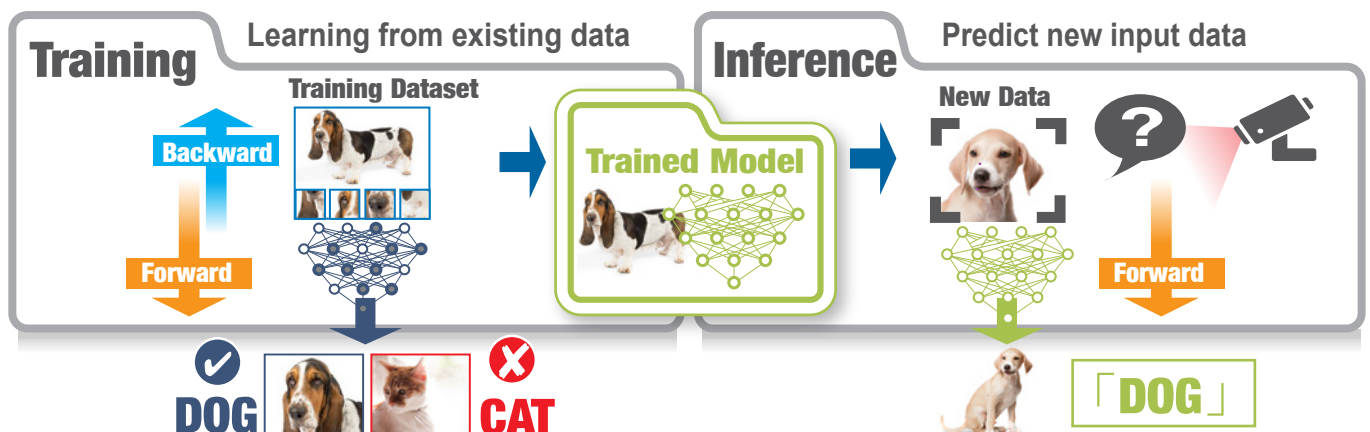 Training
Learning from existing data
Training Dataset
Backward
Forward
DOG
CAT
Trained Model
Inference
Predict new input data
New Data
?
Forward
「DOG」